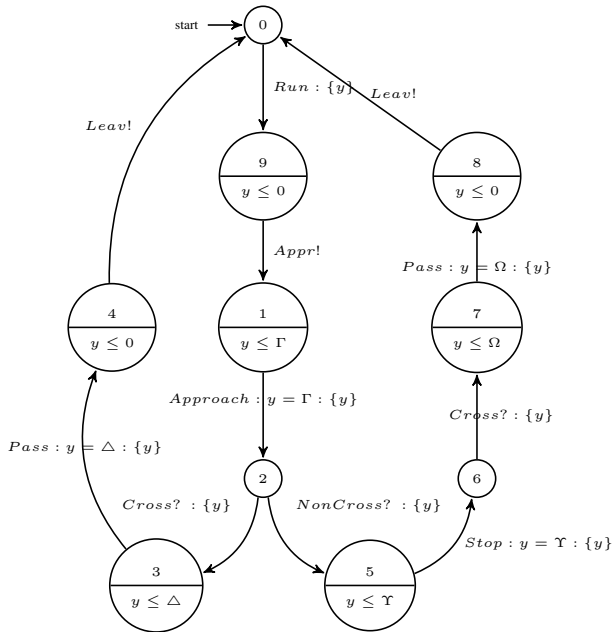 start
0
Run : {y}
Leav!
Leav!
9
y ≤ 0
8
y ≤ 0
Appr!
Pass : y = Ω : {y}
4
y ≤ 0
1
y ≤ Γ
7
y ≤ Ω
Approach : y = Γ : {y}
Cross? : {y}
Pass : y = △ : {y}
2
6
Cross? : {y}
NonCross? : {y}
Stop : y = ϒ : {y}
3
y ≤ △
5
y ≤ ϒ